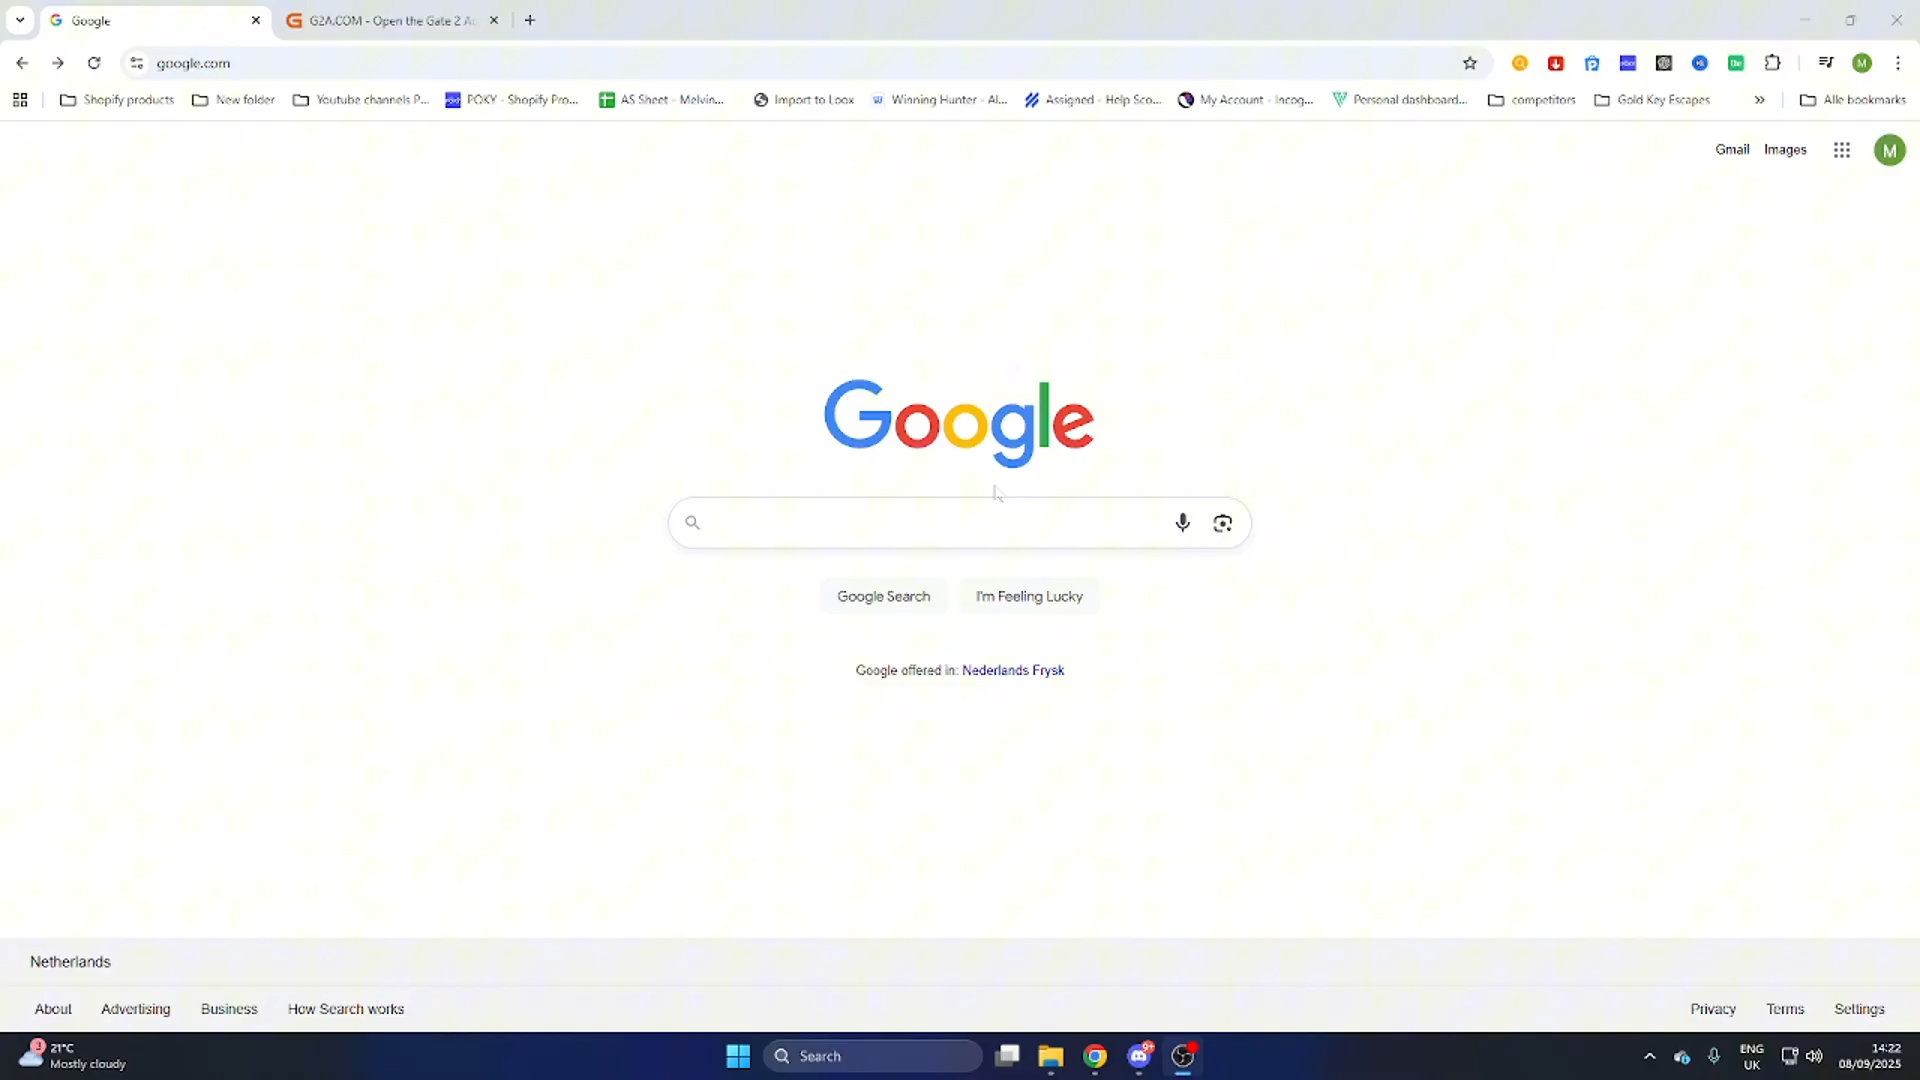 Google
G2A.COM - Open the Gate 2 A
google.com
Shopify products
New folder
Youtube channels P...
POKY - Shopify Pro...
AS Sheet - Melvin...
Import to Loox
Winning Hunter - AI...
Assigned - Help Sco...
My Account - Incog...
Personal dashboard...
competitors
Gold Key Escapes
Alle bookmarks
Gmail
Images
M
Google
Google Search
I'm Feeling Lucky
Google offered in: Nederlands Frysk
Netherlands
About
Advertising
Business
How Search works
Privacy
Terms
Settings
21°C
Mostly cloudy
Search
ENG
UK
14:22
08/09/2025